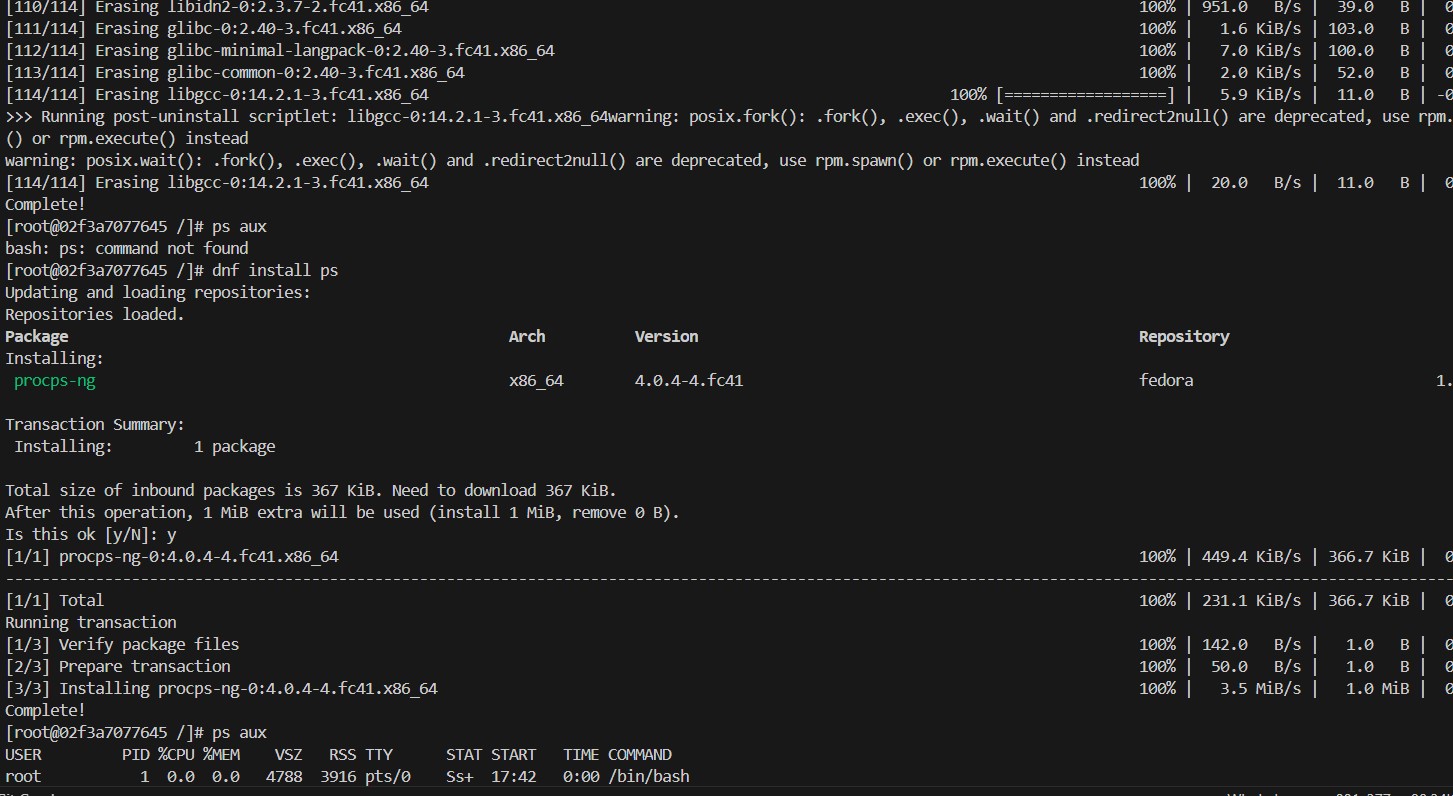 [110/114] Erasing libidn2-0:2.3.7-2.fc41.x86_64 100% | 951.0 B/s | 39.0 B | 0
[111/114] Erasing glibc-0:2.40-3.fc41.x86_64 100% | 1.6 KiB/s | 103.0 B | 0
[112/114] Erasing glibc-minimal-langpack-0:2.40-3.fc41.x86_64 100% | 7.0 KiB/s | 100.0 B | 0
[113/114] Erasing glibc-common-0:2.40-3.fc41.x86_64 100% | 2.0 KiB/s | 52.0 B | 0
[114/114] Erasing libgcc-0:14.2.1-3.fc41.x86_64 100% [==================] | 5.9 KiB/s | 11.0 B | -0
>>> Running post-uninstall scriptlet: libgcc-0:14.2.1-3.fc41.x86_64warning: posix.fork(): .fork(), .exec(), .wait() and .redirect2null() are deprecated, use rpm.
() or rpm.execute() instead
warning: posix.wait(): .fork(), .exec(), .wait() and .redirect2null() are deprecated, use rpm.spawn() or rpm.execute() instead
[114/114] Erasing libgcc-0:14.2.1-3.fc41.x86_64 100% | 20.0 B/s | 11.0 B | 0
Complete!
[root@02f3a7077645 /]# ps aux
bash: ps: command not found
[root@02f3a7077645 /]# dnf install ps
Updating and loading repositories:
Repositories loaded.
Package Arch Version Repository
Installing:
procps-ng x86_64 4.0.4-4.fc41 fedora 1.
Transaction Summary:
Installing: 1 package
Total size of inbound packages is 367 KiB. Need to download 367 KiB.
After this operation, 1 MiB extra will be used (install 1 MiB, remove 0 B).
Is this ok [y/N]: y
[1/1] procps-ng-0:4.0.4-4.fc41.x86_64 100% | 449.4 KiB/s | 366.7 KiB | 0
----------------------------------------------------------------------------------------------------
[1/1] Total 100% | 231.1 KiB/s | 366.7 KiB | 0
Running transaction
[1/3] Verify package files 100% | 142.0 B/s | 1.0 B | 0
[2/3] Prepare transaction 100% | 50.0 B/s | 1.0 B | 0
[3/3] Installing procps-ng-0:4.0.4-4.fc41.x86_64 100% | 3.5 MiB/s | 1.0 MiB | 0
Complete!
[root@02f3a7077645 /]# ps aux
USER PID %CPU %MEM VSZ RSS TTY STAT START TIME COMMAND
root 1 0.0 0.0 4788 3916 pts/0 Ss+ 17:42 0:00 /bin/bash